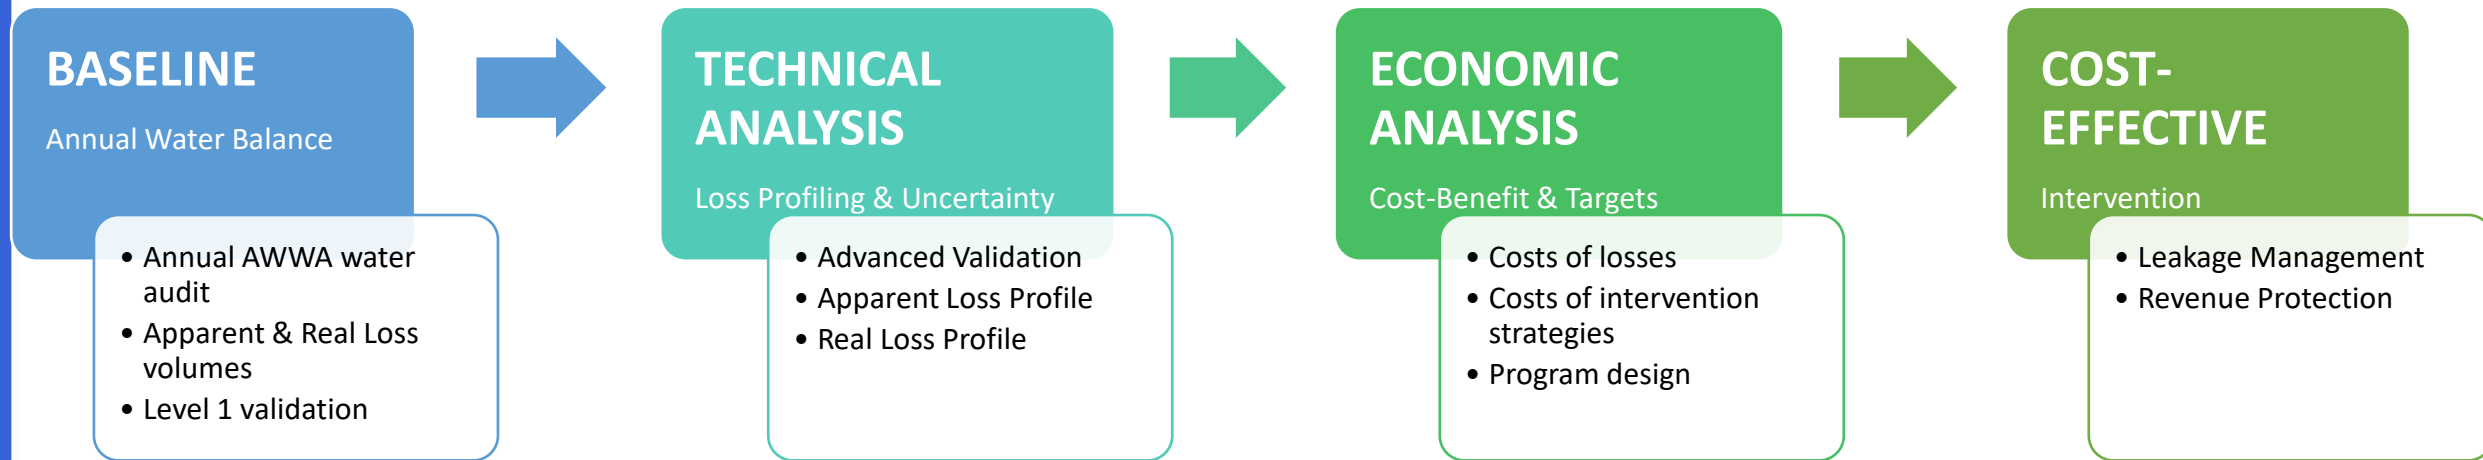 BASELINE
Annual Water Balance
• Annual AWWA water
audit
• Apparent & Real Loss
volumes
• Level 1 validation
TECHNICAL
ANALYSIS
Loss Profiling & Uncertainty
• Advanced Validation
• Apparent Loss Profile
• Real Loss Profile
ECONOMIC
ANALYSIS
Cost-Benefit & Targets
• Costs of losses
• Costs of intervention
strategies
• Program design
COST-
EFFECTIVE
Intervention
• Leakage Management
• Revenue Protection